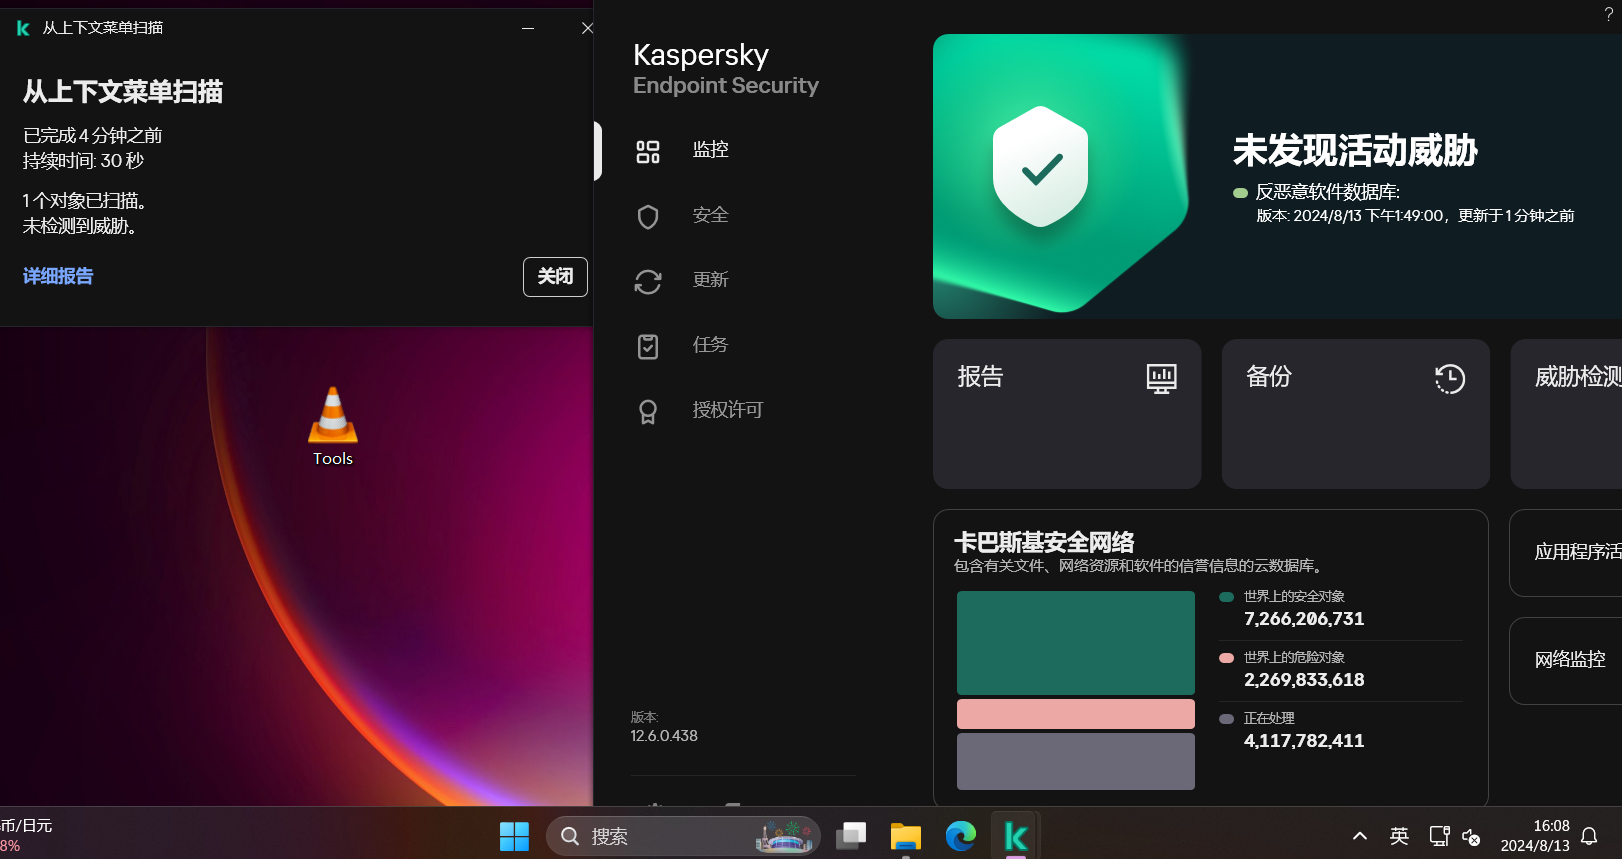 从上下文菜单扫描
从上下文菜单扫描
已完成 4 分钟之前
持续时间: 30 秒
1 个对象已扫描。
未检测到威胁。
详细报告
关闭
Tools
Kaspersky
Endpoint Security
监控
安全
更新
任务
授权许可
版本:
12.6.0.438
?
未发现活动威胁
反恶意软件数据库:
版本: 2024/8/13 下午1:49:00，更新于 1 分钟之前
报告
备份
威胁检测
卡巴斯基安全网络
包含有关文件、网络资源和软件的信誉信息的云数据库。
世界上的安全对象
7,266,206,731
世界上的危险对象
2,269,833,618
正在处理
4,117,782,411
应用程序活
网络监控
币/日元
8%
搜索
英
16:08
2024/8/13